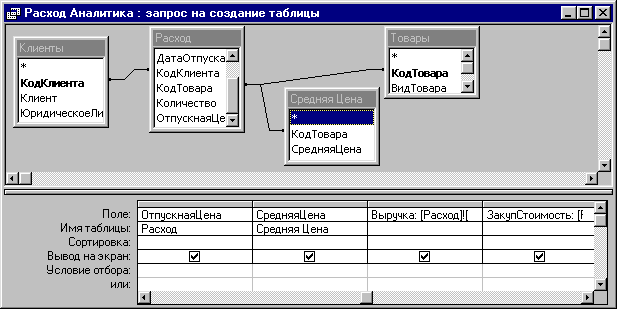 Расход Аналитика : запрос на создание таблицы
Клиенты
*
КодКлиента
Клиент
ЮридическоеЛи
Расход
ДатаОтпуска
КодКлиента
КодТовара
Количество
ОтпускнаяЦе
Товары
*
КодТовара
ВидТовара
Средняя Цена
*
КодТовара
СредняяЦена
Поле: ОтпускнаяЦена СредняяЦена Выручка: [Расход]![ ЗакупСтоимость: [Р
Имя таблицы: Расход Средняя Цена
Сортировка:
Вывод на экран:
Условие отбора:
или: